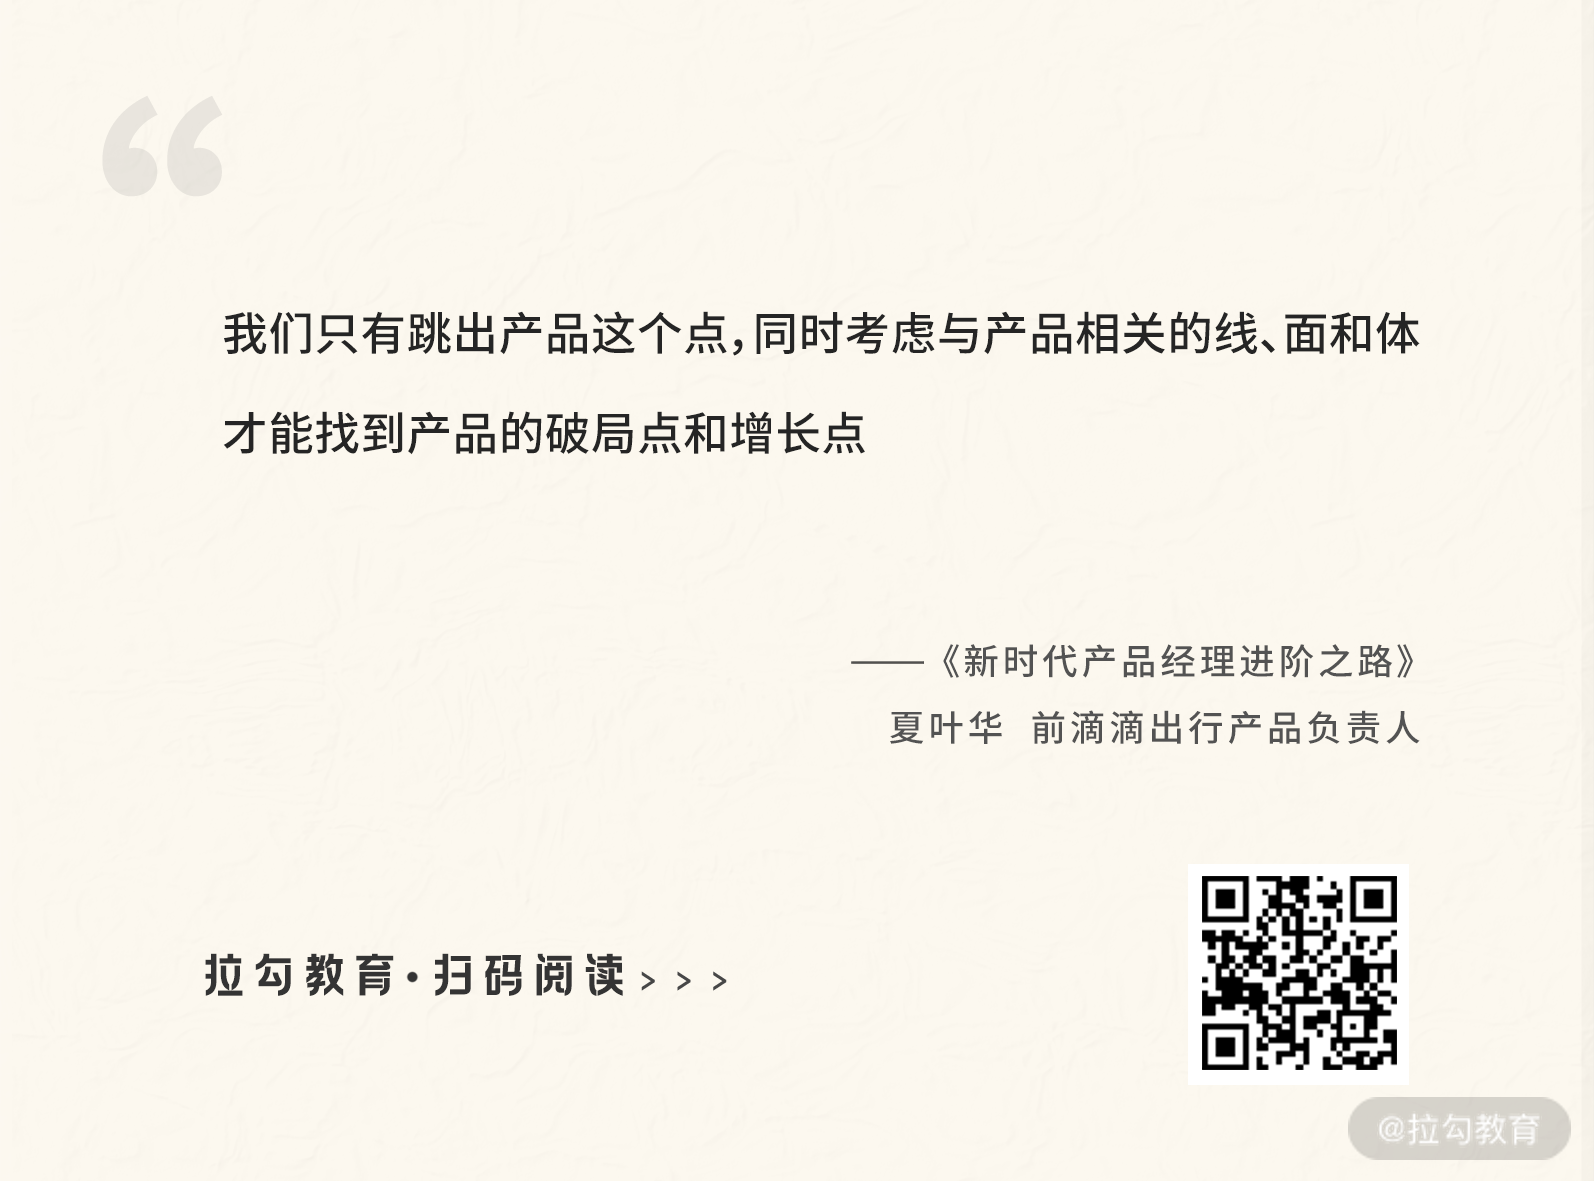 “
我们只有跳出产品这个点，同时考虑与产品相关的线、面和体
才能找到产品的破局点和增长点
——《新时代产品经理进阶之路》
夏叶华 前滴滴出行产品负责人
拉勾教育·扫码阅读>>>
@拉勾教育